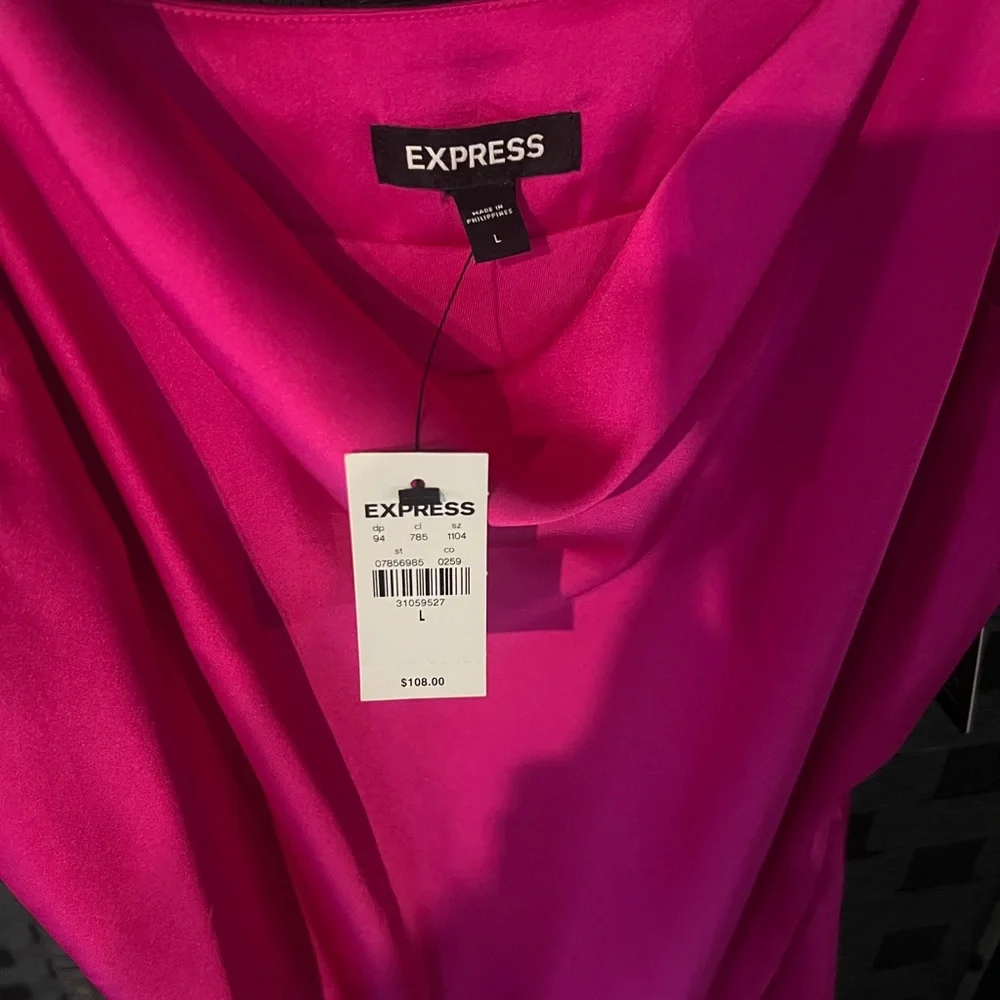 EXPRESS
MADE IN
PHILIPPINES
L
EXPRESS
dp cl sz
94 785 1104
st co
07856985 0259
31059527
L
$108.00